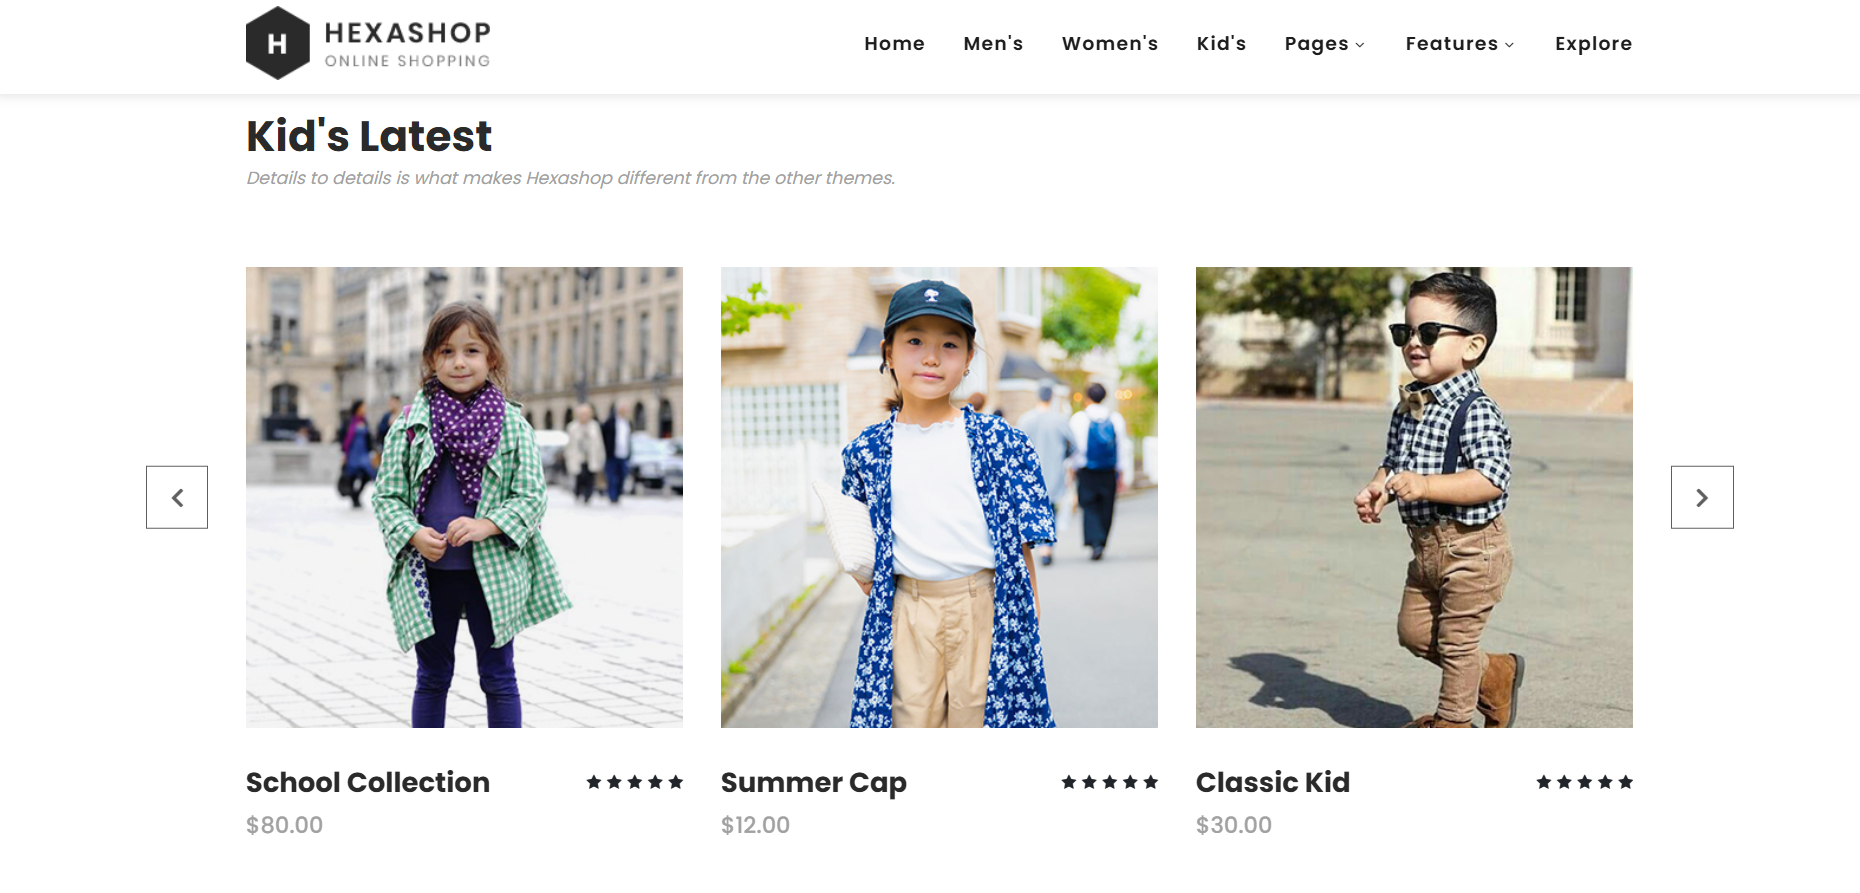 H
HEXASHOP
ONLINE SHOPPING
Home Men's Women's Kid's Pages Features Explore
Kid's Latest
Details to details is what makes Hexashop different from the other themes.
School Collection
$80.00
Summer Cap
$12.00
Classic Kid
$30.00